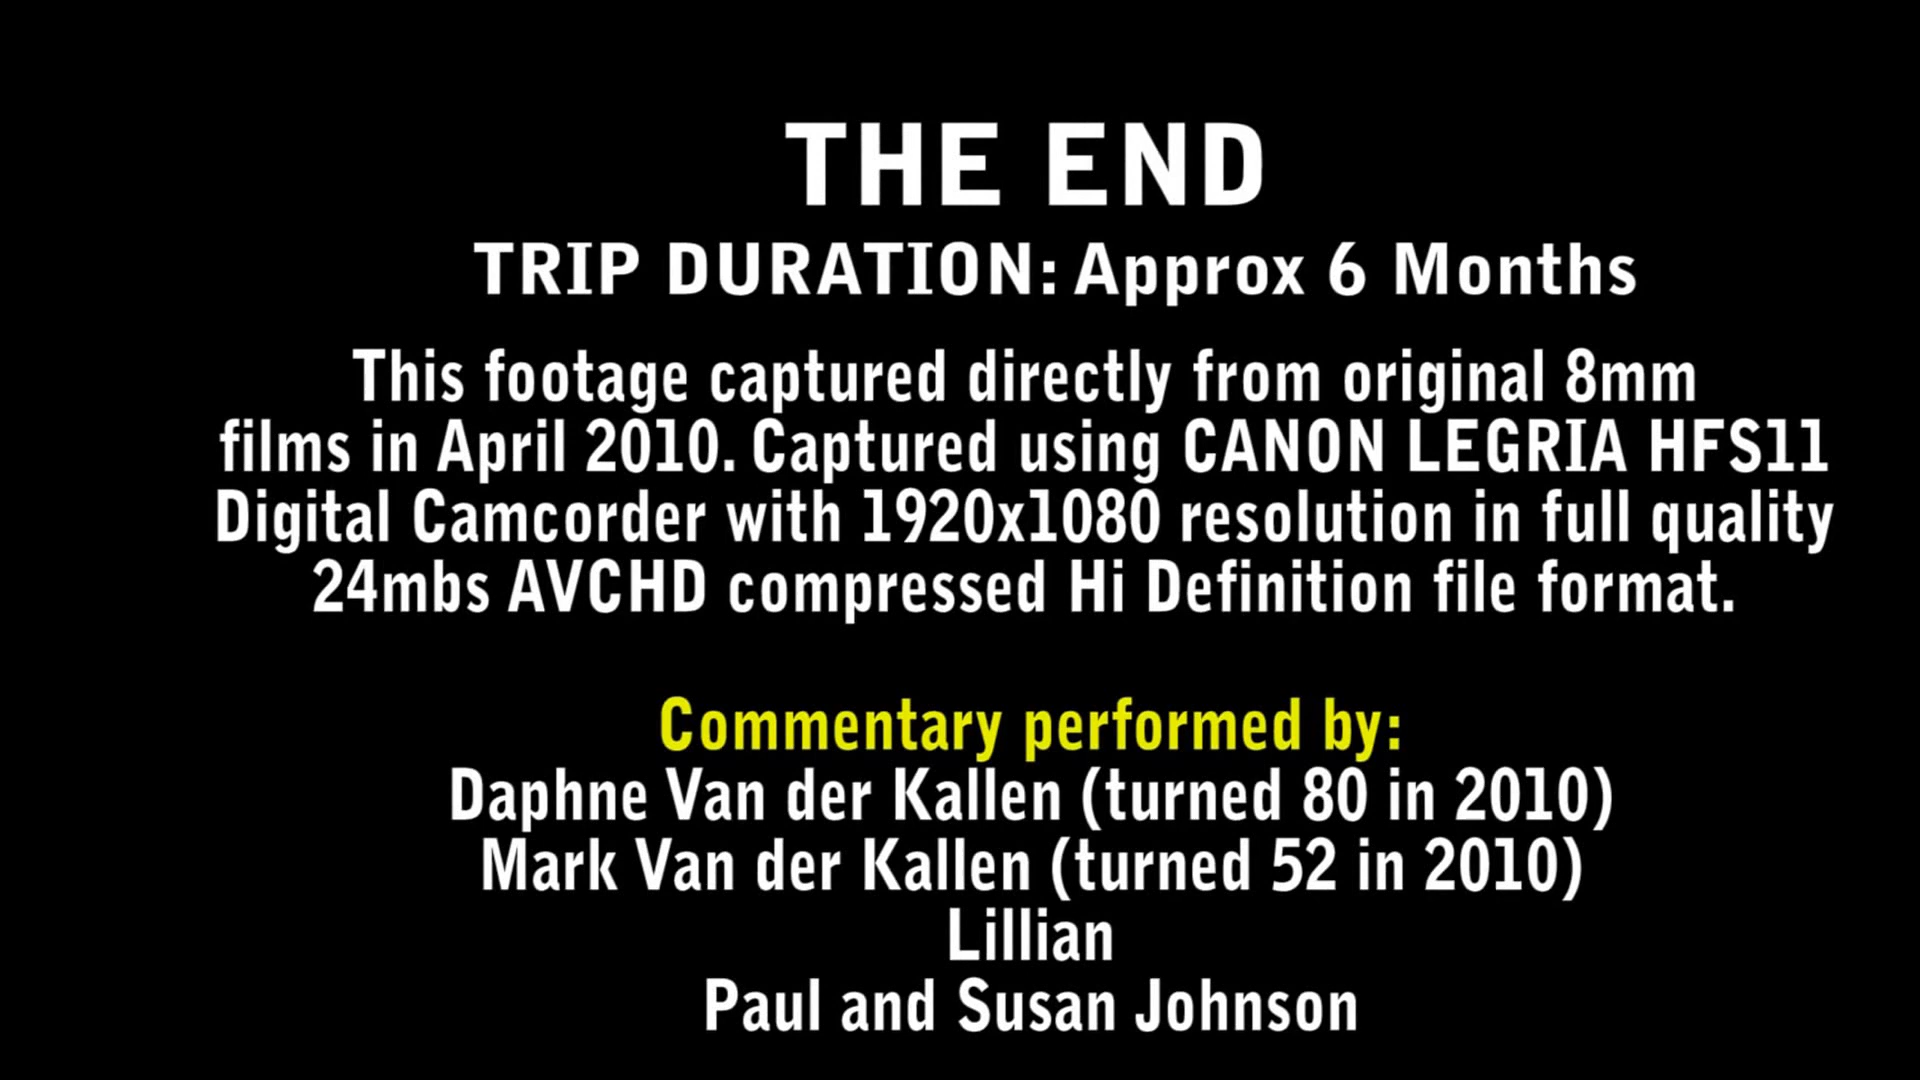 THE END
TRIP DURATION: Approx 6 Months
This footage captured directly from original 8mm
films in April 2010. Captured using CANON LEGRIA HFS11
Digital Camcorder with 1920x1080 resolution in full quality
24mbs AVCHD compressed Hi Definition file format.
Commentary performed by:
Daphne Van der Kallen (turned 80 in 2010)
Mark Van der Kallen (turned 52 in 2010)
Lillian
Paul and Susan Johnson